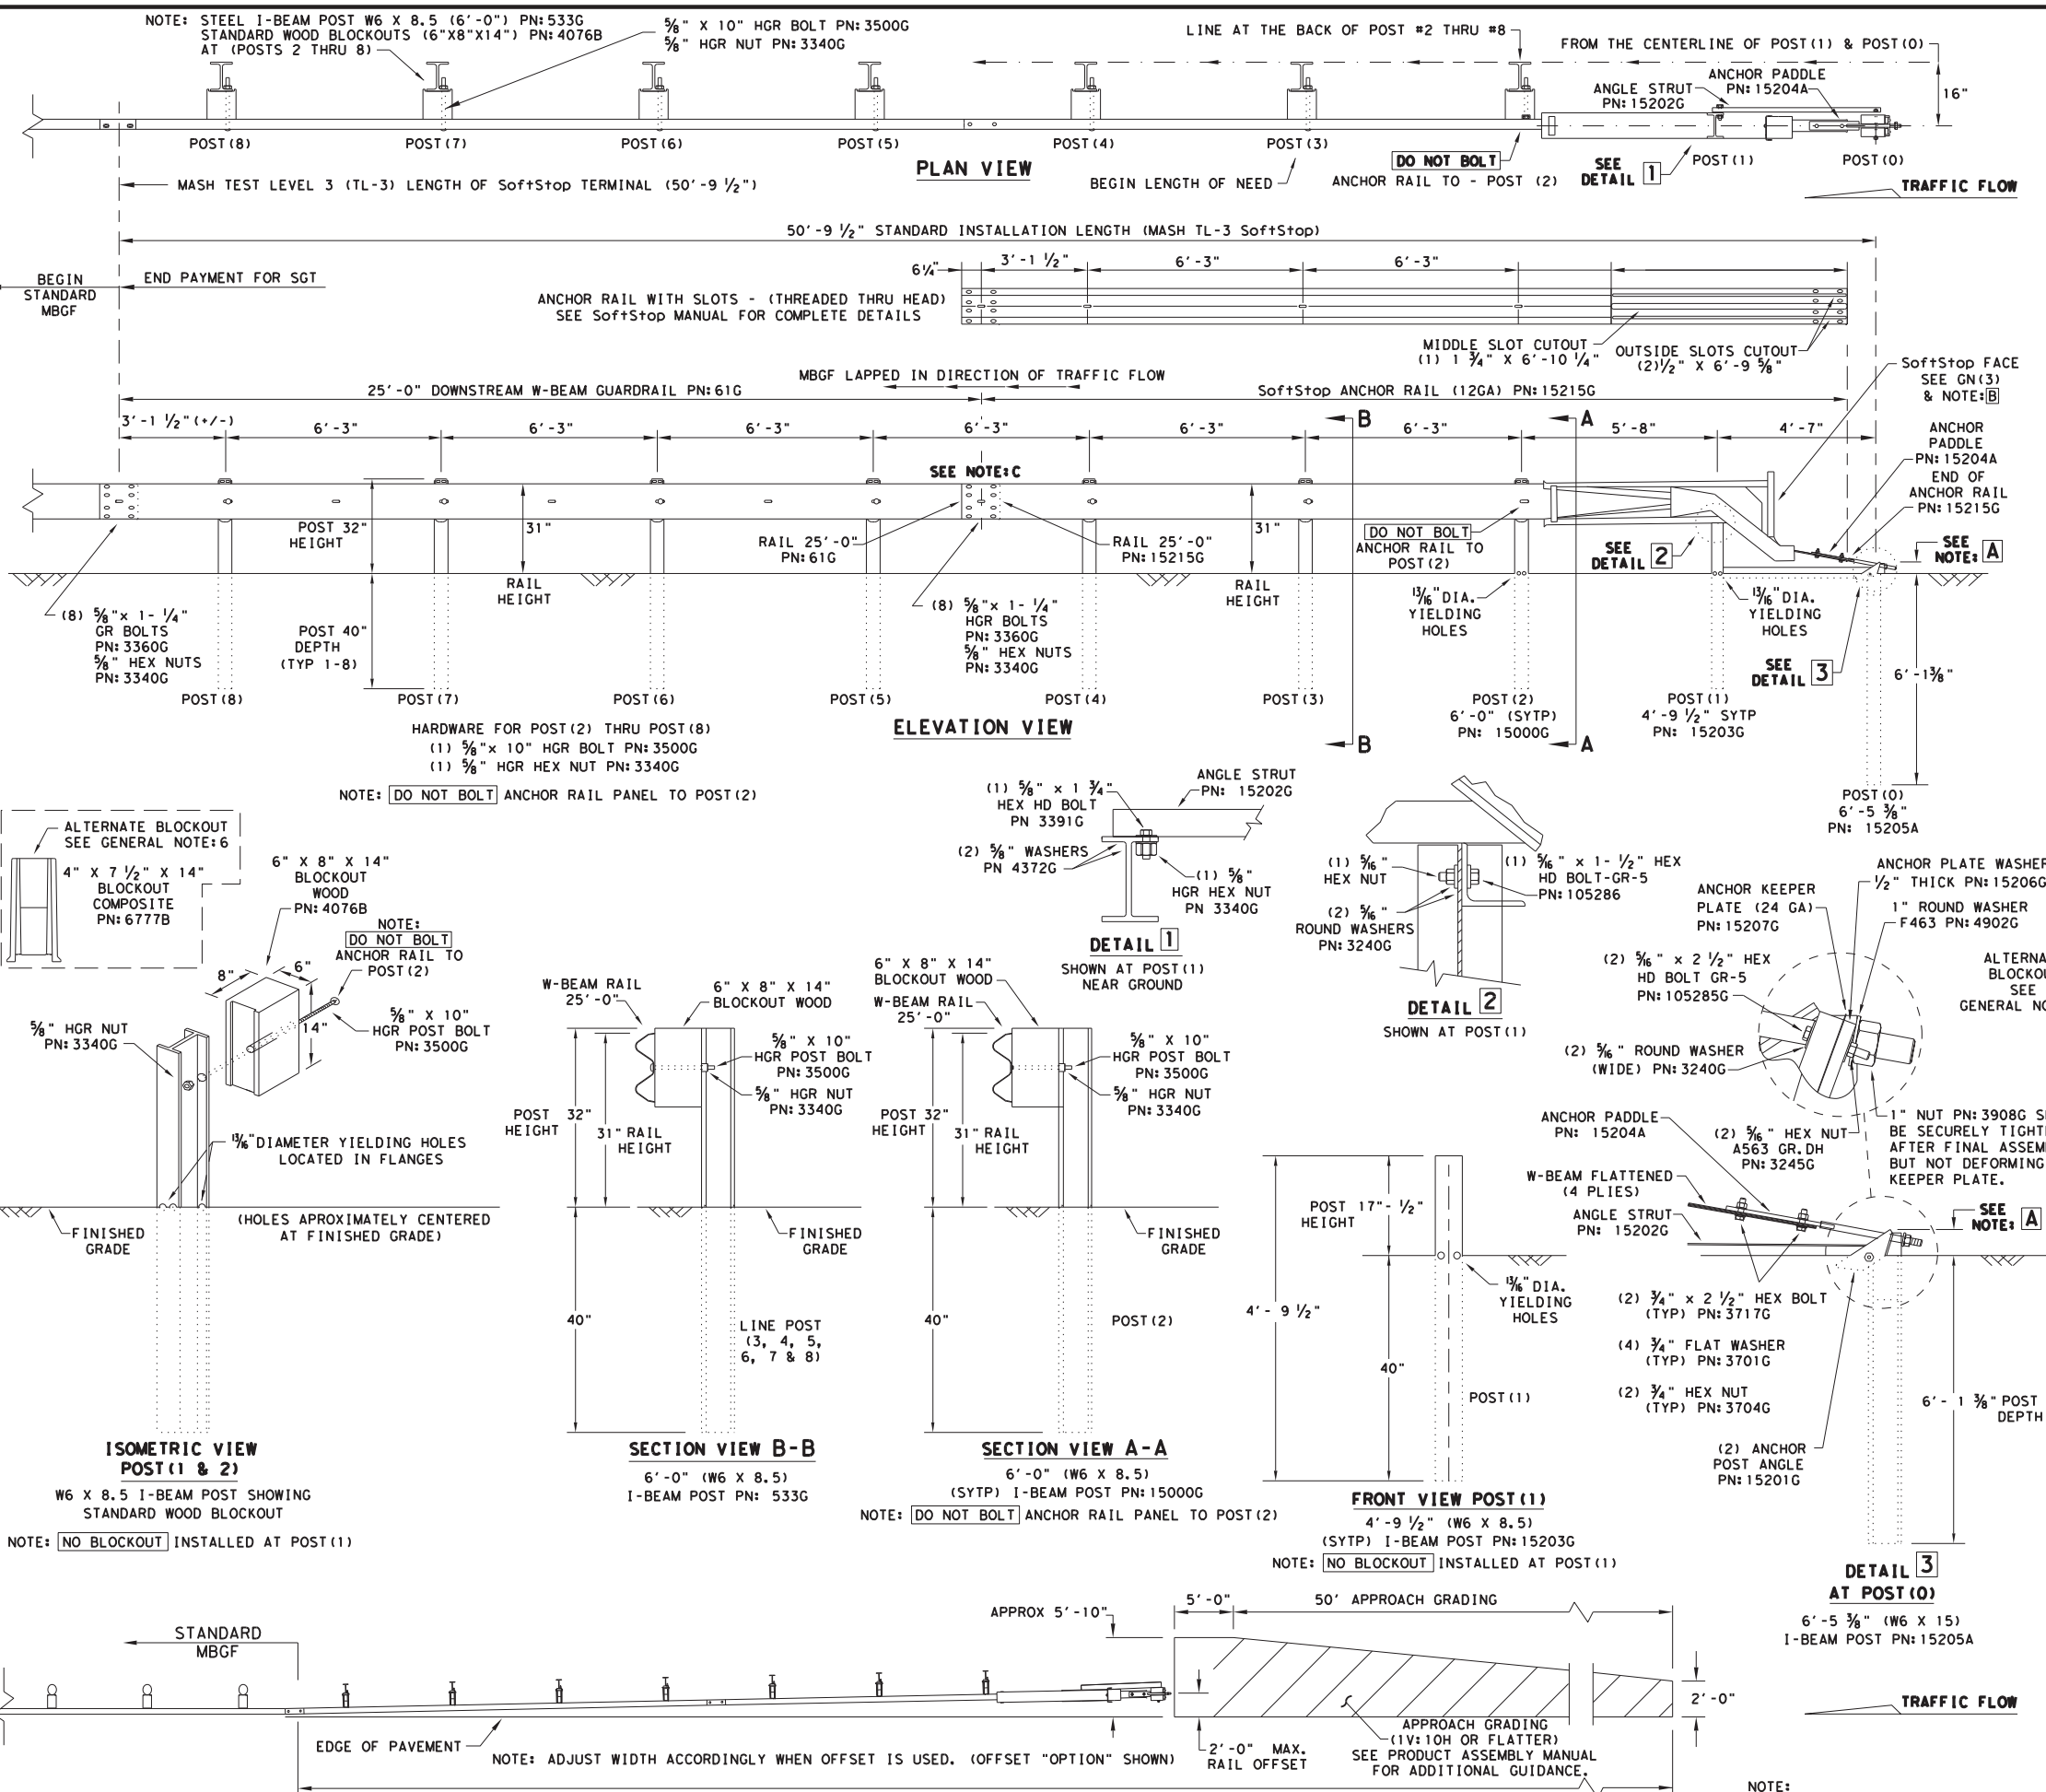 NOTE: STEEL I-BEAM POST W6 X 8.5 (6'-0") PN:533G
STANDARD WOOD BLOCKOUTS (6"X8"X14") PN:4076B
AT (POSTS 2 THRU 8)
5/8" X 10" HGR BOLT PN:3500G
5/8" HGR NUT PN:3340G
LINE AT THE BACK OF POST #2 THRU #8
FROM THE CENTERLINE OF POST(1) & POST(0)
ANCHOR PADDLE
PN:15204A
ANGLE STRUT
PN:15202G
16"
POST(8)
POST(7)
POST(6)
POST(5)
POST(4)
POST(3)
POST(1)
POST(0)
PLAN VIEW
DO NOT BOLT
ANCHOR RAIL TO - POST (2)
SEE
DETAIL 1
MASH TEST LEVEL 3 (TL-3) LENGTH OF SoftStop TERMINAL (50'-9 1/2")
BEGIN LENGTH OF NEED
TRAFFIC FLOW
50'-9 1/2" STANDARD INSTALLATION LENGTH (MASH TL-3 SoftStop)
BEGIN
STANDARD
MBGF
END PAYMENT FOR SGT
6 1/4"
3'-1 1/2"
6'-3"
6'-3"
ANCHOR RAIL WITH SLOTS - (THREADED THRU HEAD)
SEE SoftStop MANUAL FOR COMPLETE DETAILS
MIDDLE SLOT CUTOUT
(1) 1 3/4" X 6'-10 1/4"
OUTSIDE SLOTS CUTOUT
(2)1/2" X 6'-9 5/8"
MBGF LAPPED IN DIRECTION OF TRAFFIC FLOW
25'-0" DOWNSTREAM W-BEAM GUARDRAIL PN:61G
SoftStop ANCHOR RAIL (12GA) PN:15215G
SoftStop FACE
SEE GN(3)
& NOTE:B
3'-1 1/2"(+/-)
6'-3"
6'-3"
6'-3"
6'-3"
6'-3"
6'-3"
5'-8"
4'-7"
B
A
ANCHOR
PADDLE
PN:15204A
END OF
ANCHOR RAIL
PN:15215G
SEE NOTE:C
POST 32"
HEIGHT
31"
RAIL
HEIGHT
RAIL 25'-0"
PN:61G
RAIL 25'-0"
PN:15215G
31"
RAIL
HEIGHT
DO NOT BOLT
ANCHOR RAIL TO
POST(2)
SEE
DETAIL 2
SEE
NOTE: A
(8) 5/8"x 1- 1/4"
GR BOLTS
PN:3360G
5/8" HEX NUTS
PN:3340G
POST 40"
DEPTH
(TYP 1-8)
(8) 5/8"x 1- 1/4"
HGR BOLTS
PN:3360G
5/8" HEX NUTS
PN:3340G
13/16"DIA.
YIELDING
HOLES
13/16"DIA.
YIELDING
HOLES
SEE
DETAIL 3
6'-1 3/8"
POST(8)
POST(7)
POST(6)
POST(5)
POST(4)
POST(3)
POST(2)
6'-0" (SYTP)
PN: 15000G
POST(1)
4'-9 1/2" SYTP
PN: 15203G
ELEVATION VIEW
B
A
HARDWARE FOR POST(2) THRU POST(8)
(1) 5/8"x 10" HGR BOLT PN:3500G
(1) 5/8" HGR HEX NUT PN:3340G
NOTE: DO NOT BOLT ANCHOR RAIL PANEL TO POST(2)
POST(0)
6'-5 3/8"
PN: 15205A
ALTERNATE BLOCKOUT
SEE GENERAL NOTE:6
4" X 7 1/2" X 14"
BLOCKOUT
COMPOSITE
PN:6777B
6" X 8" X 14"
BLOCKOUT
WOOD
PN:4076B
NOTE:
DO NOT BOLT
ANCHOR RAIL TO
POST(2)
8"
6"
14"
5/8" X 10"
HGR POST BOLT
PN:3500G
5/8" HGR NUT
PN:3340G
13/16"DIAMETER YIELDING HOLES
LOCATED IN FLANGES
(HOLES APROXIMATELY CENTERED
AT FINISHED GRADE)
FINISHED
GRADE
ISOMETRIC VIEW
POST(1 & 2)
W6 X 8.5 I-BEAM POST SHOWING
STANDARD WOOD BLOCKOUT
NOTE: NO BLOCKOUT INSTALLED AT POST(1)
W-BEAM RAIL
25'-0"
6" X 8" X 14"
BLOCKOUT WOOD
5/8" X 10"
HGR POST BOLT
PN:3500G
5/8" HGR NUT
PN:3340G
POST 32"
HEIGHT
31" RAIL
HEIGHT
FINISHED
GRADE
40"
LINE POST
(3, 4, 5,
6, 7 & 8)
SECTION VIEW B-B
6'-0" (W6 X 8.5)
I-BEAM POST PN: 533G
6" X 8" X 14"
BLOCKOUT WOOD
W-BEAM RAIL
25'-0"
5/8" X 10"
HGR POST BOLT
PN:3500G
5/8" HGR NUT
PN:3340G
POST 32"
HEIGHT
31" RAIL
HEIGHT
FINISHED
GRADE
40"
POST(2)
SECTION VIEW A-A
6'-0" (W6 X 8.5)
(SYTP) I-BEAM POST PN:15000G
NOTE: DO NOT BOLT ANCHOR RAIL PANEL TO POST(2)
(1) 5/8" x 1 3/4"
HEX HD BOLT
PN 3391G
ANGLE STRUT
PN: 15202G
(2) 5/8" WASHERS
PN 4372G
(1) 5/8"
HGR HEX NUT
PN 3340G
DETAIL 1
SHOWN AT POST(1)
NEAR GROUND
(1) 5/16"
HEX NUT
(1) 5/16" x 1- 1/2" HEX
HD BOLT-GR-5
PN:105286
(2) 5/16"
ROUND WASHERS
PN:3240G
DETAIL 2
SHOWN AT POST(1)
ANCHOR PLATE WASHER
1/2" THICK PN:15206G
ANCHOR KEEPER
PLATE (24 GA)
PN:15207G
1" ROUND WASHER
F463 PN:4902G
(2) 5/16" x 2 1/2" HEX
HD BOLT GR-5
PN:105285G
BLOCKOU
SEE
(2) 5/16" ROUND WASHER
(WIDE) PN:3240G
ANCHOR PADDLE
PN: 15204A
(2) 5/16" HEX NUT
A563 GR.DH
PN:3245G
1" NUT PN:3908G
BE SECURELY
AFTER FINAL
BUT NOT DEFORMING
KEEPER PLATE.
W-BEAM FLATTENED
(4 PLIES)
ANGLE STRUT
PN: 15202G
SEE
NOTE: A
POST 17"- 1/2"
HEIGHT
4'- 9 1/2"
13/16"DIA.
YIELDING
HOLES
40"
POST(1)
FRONT VIEW POST(1)
4'-9 1/2" (W6 X 8.5)
(SYTP) I-BEAM POST PN:15203G
NOTE: NO BLOCKOUT INSTALLED AT POST(1)
(2) 3/4" x 2 1/2" HEX BOLT
(TYP) PN:3717G
(4) 3/4" FLAT WASHER
(TYP) PN:3701G
(2) 3/4" HEX NUT
(TYP) PN:3704G
(2) ANCHOR
POST ANGLE
PN:15201G
6'- 1 3/8" POST
DEPTH
DETAIL 3
AT POST(0)
6'-5 3/8" (W6 X 15)
I-BEAM POST PN:15205A
STANDARD
MBGF
APPROX 5'-10"
5'-0"
50' APPROACH GRADING
2'-0"
TRAFFIC FLOW
EDGE OF PAVEMENT
NOTE: ADJUST WIDTH ACCORDINGLY WHEN OFFSET IS USED. (OFFSET "OPTION" SHOWN)
2'-0" MAX.
RAIL OFFSET
APPROACH GRADING
(1V:10H OR FLATTER)
SEE PRODUCT ASSEMBLY MANUAL
FOR ADDITIONAL GUIDANCE.
NOTE: